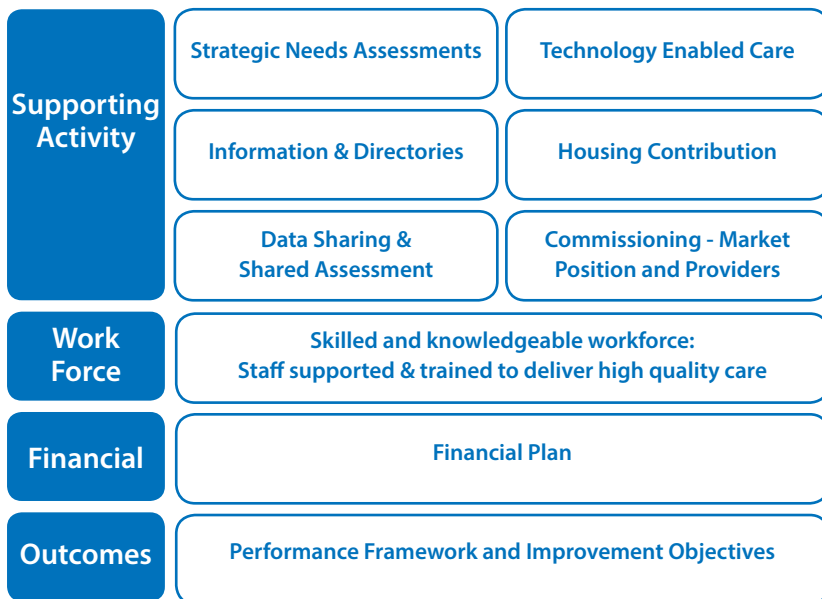 Supporting
Activity
Strategic Needs Assessments
Technology Enabled Care
Information & Directories
Housing Contribution
Data Sharing &
Shared Assessment
Commissioning - Market
Position and Providers
Work
Force
Skilled and knowledgeable workforce:
Staff supported & trained to deliver high quality care
Financial
Financial Plan
Outcomes
Performance Framework and Improvement Objectives